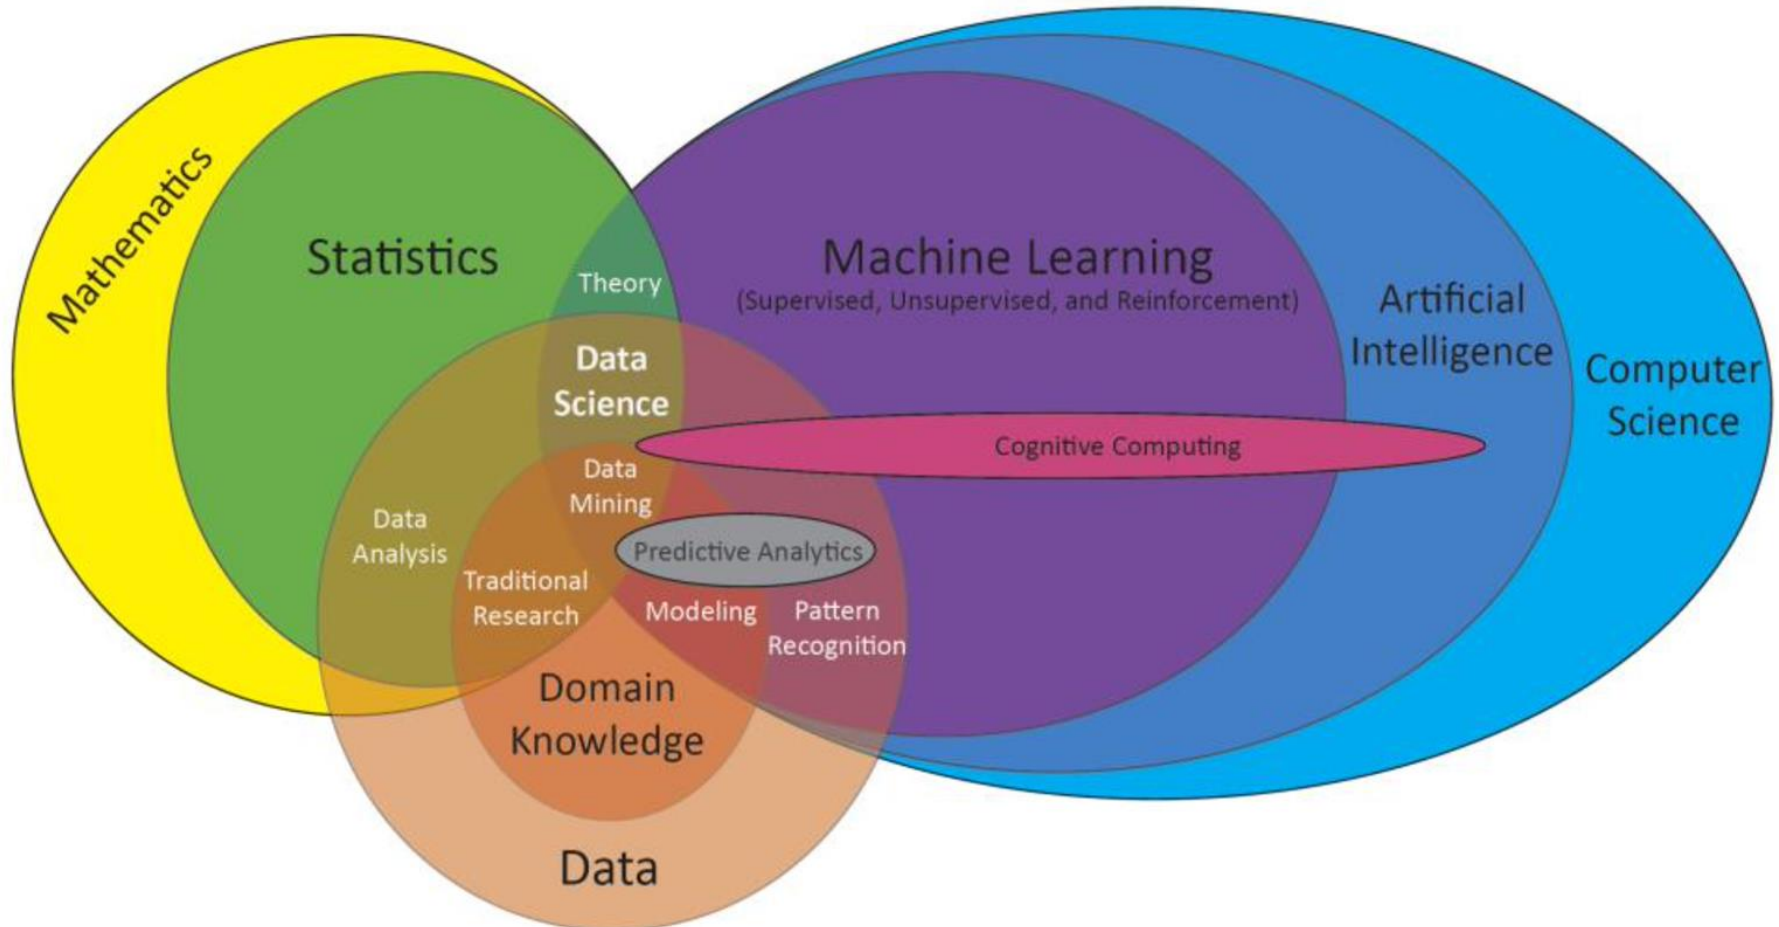 Mathematics
Statistics
Theory
Data
Science
Machine Learning
(Supervised, Unsupervised, and Reinforcement)
Artificial
Intelligence
Computer
Science
Cognitive Computing
Data
Mining
Data
Analysis
Predictive Analytics
Traditional
Research
Modeling
Pattern
Recognition
Domain
Knowledge
Data